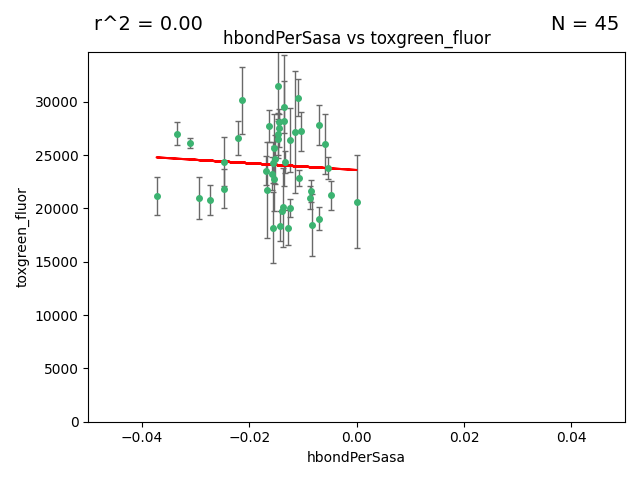 r^2 = 0.00
N = 45
hbondPerSasa vs toxgreen_fluor
30000
25000
20000
15000
10000
5000
0
toxgreen_fluor
−0.04
−0.02
0.00
0.02
0.04
hbondPerSasa